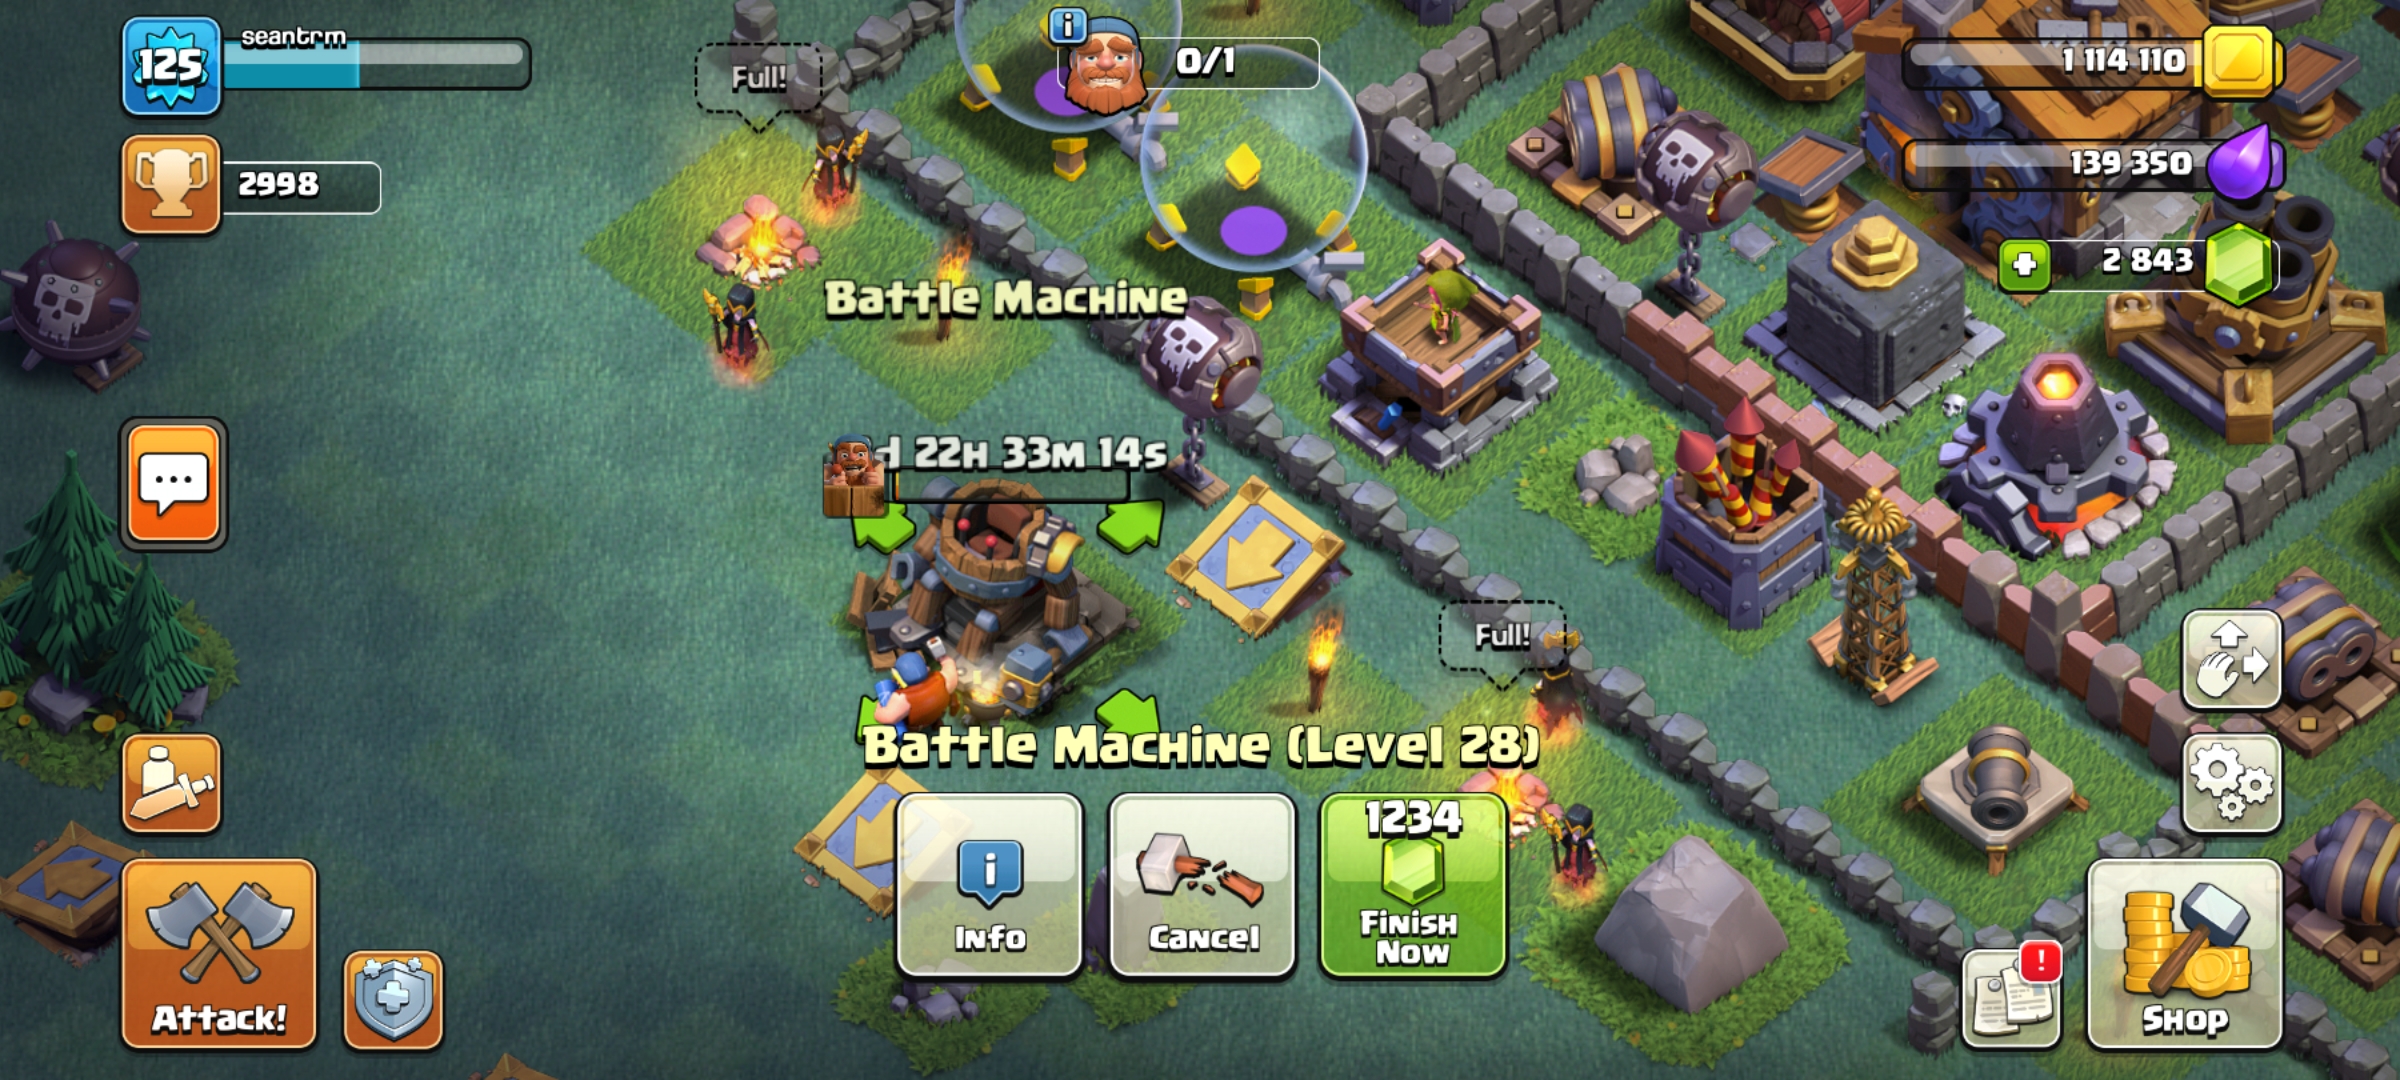 125
seantrm
Full!
i
0/1
1 114 110
2998
139 350
+
2 843
Battle Machine
d 22H 33M 14s
Full!
Battle Machine (Level 28)
i
Info
Cancel
1234
Finish
Now
Attack!
!
Shop